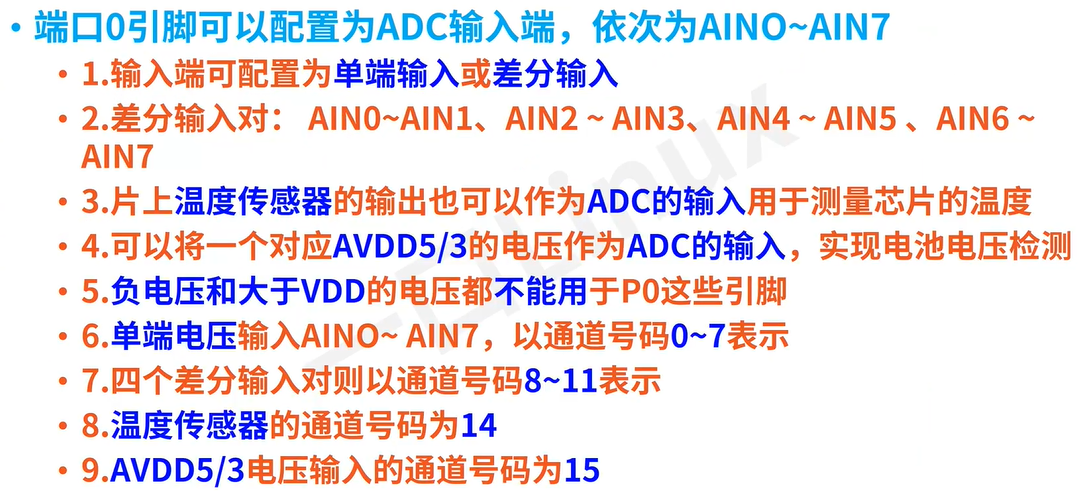 • 端口0引脚可以配置为ADC输入端，依次为AINO~AIN7
• 1.输入端可配置为单端输入或差分输入
• 2.差分输入对： AIN0~AIN1、AIN2 ~ AIN3、AIN4 ~ AIN5 、AIN6 ~
AIN7
• 3.片上温度传感器的输出也可以作为ADC的输入用于测量芯片的温度
• 4.可以将一个对应AVDD5/3的电压作为ADC的输入，实现电池电压检测
• 5.负电压和大于VDD的电压都不能用于P0这些引脚
• 6.单端电压输入AINO~ AIN7，以通道号码0~7表示
• 7.四个差分输入对则以通道号码8~11表示
• 8.温度传感器的通道号码为14
• 9.AVDD5/3电压输入的通道号码为15
一口Linux